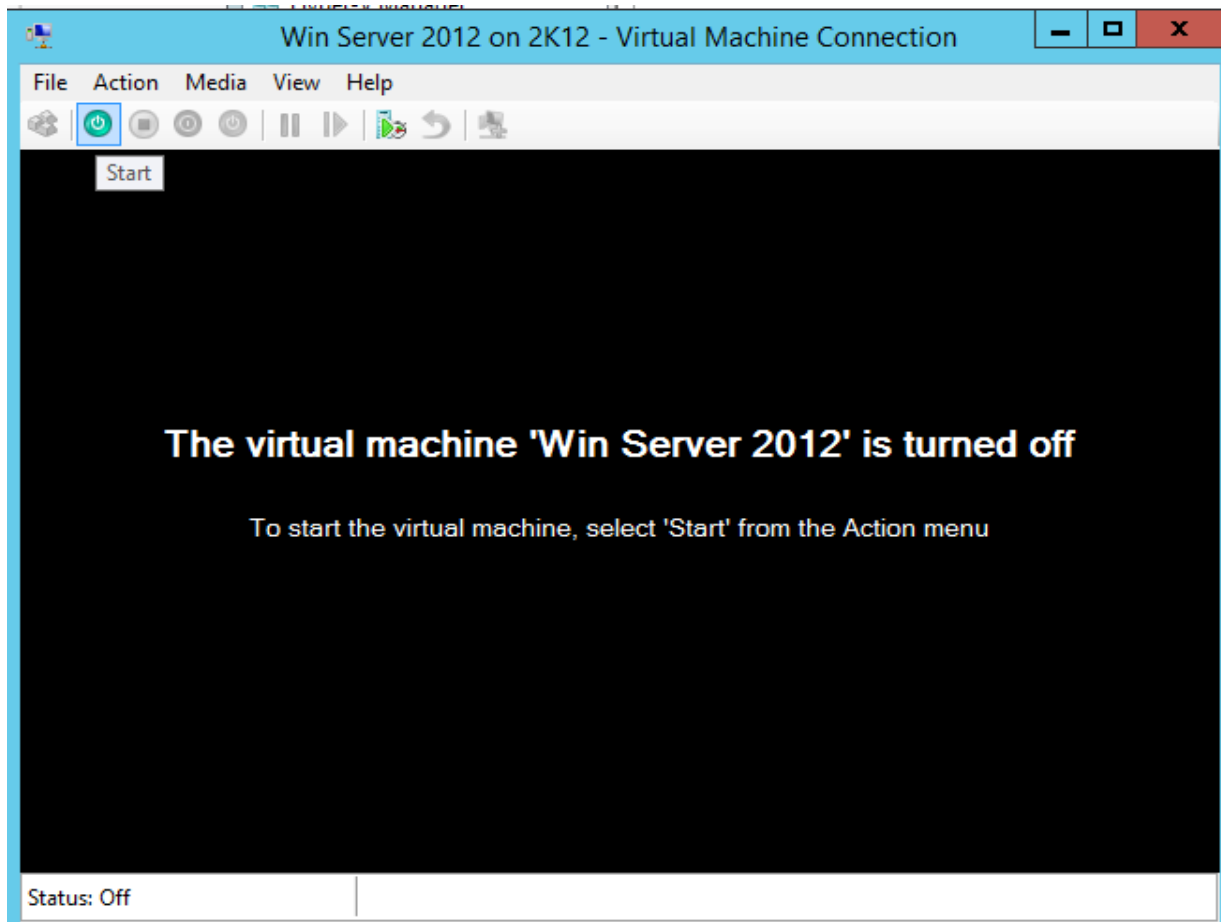 Win Server 2012 on 2K12 - Virtual Machine Connection
File Action Media View Help
Start
The virtual machine 'Win Server 2012' is turned off
To start the virtual machine, select 'Start' from the Action menu
Status: Off